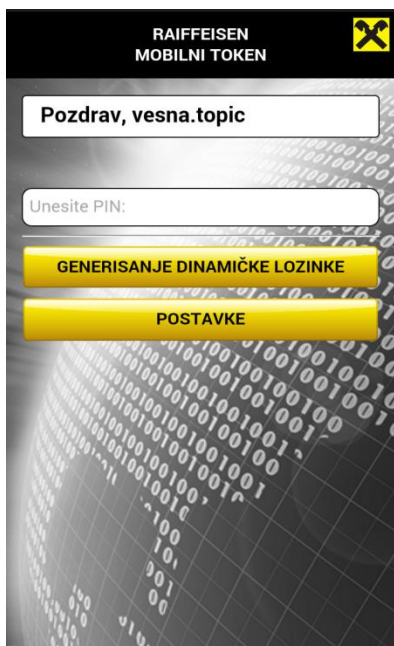 RAIFFEISEN
MOBILNI TOKEN
Pozdrav, vesna.topic
Unesite PIN:
GENERISANJE DINAMIČKE LOZINKE
POSTAVKE